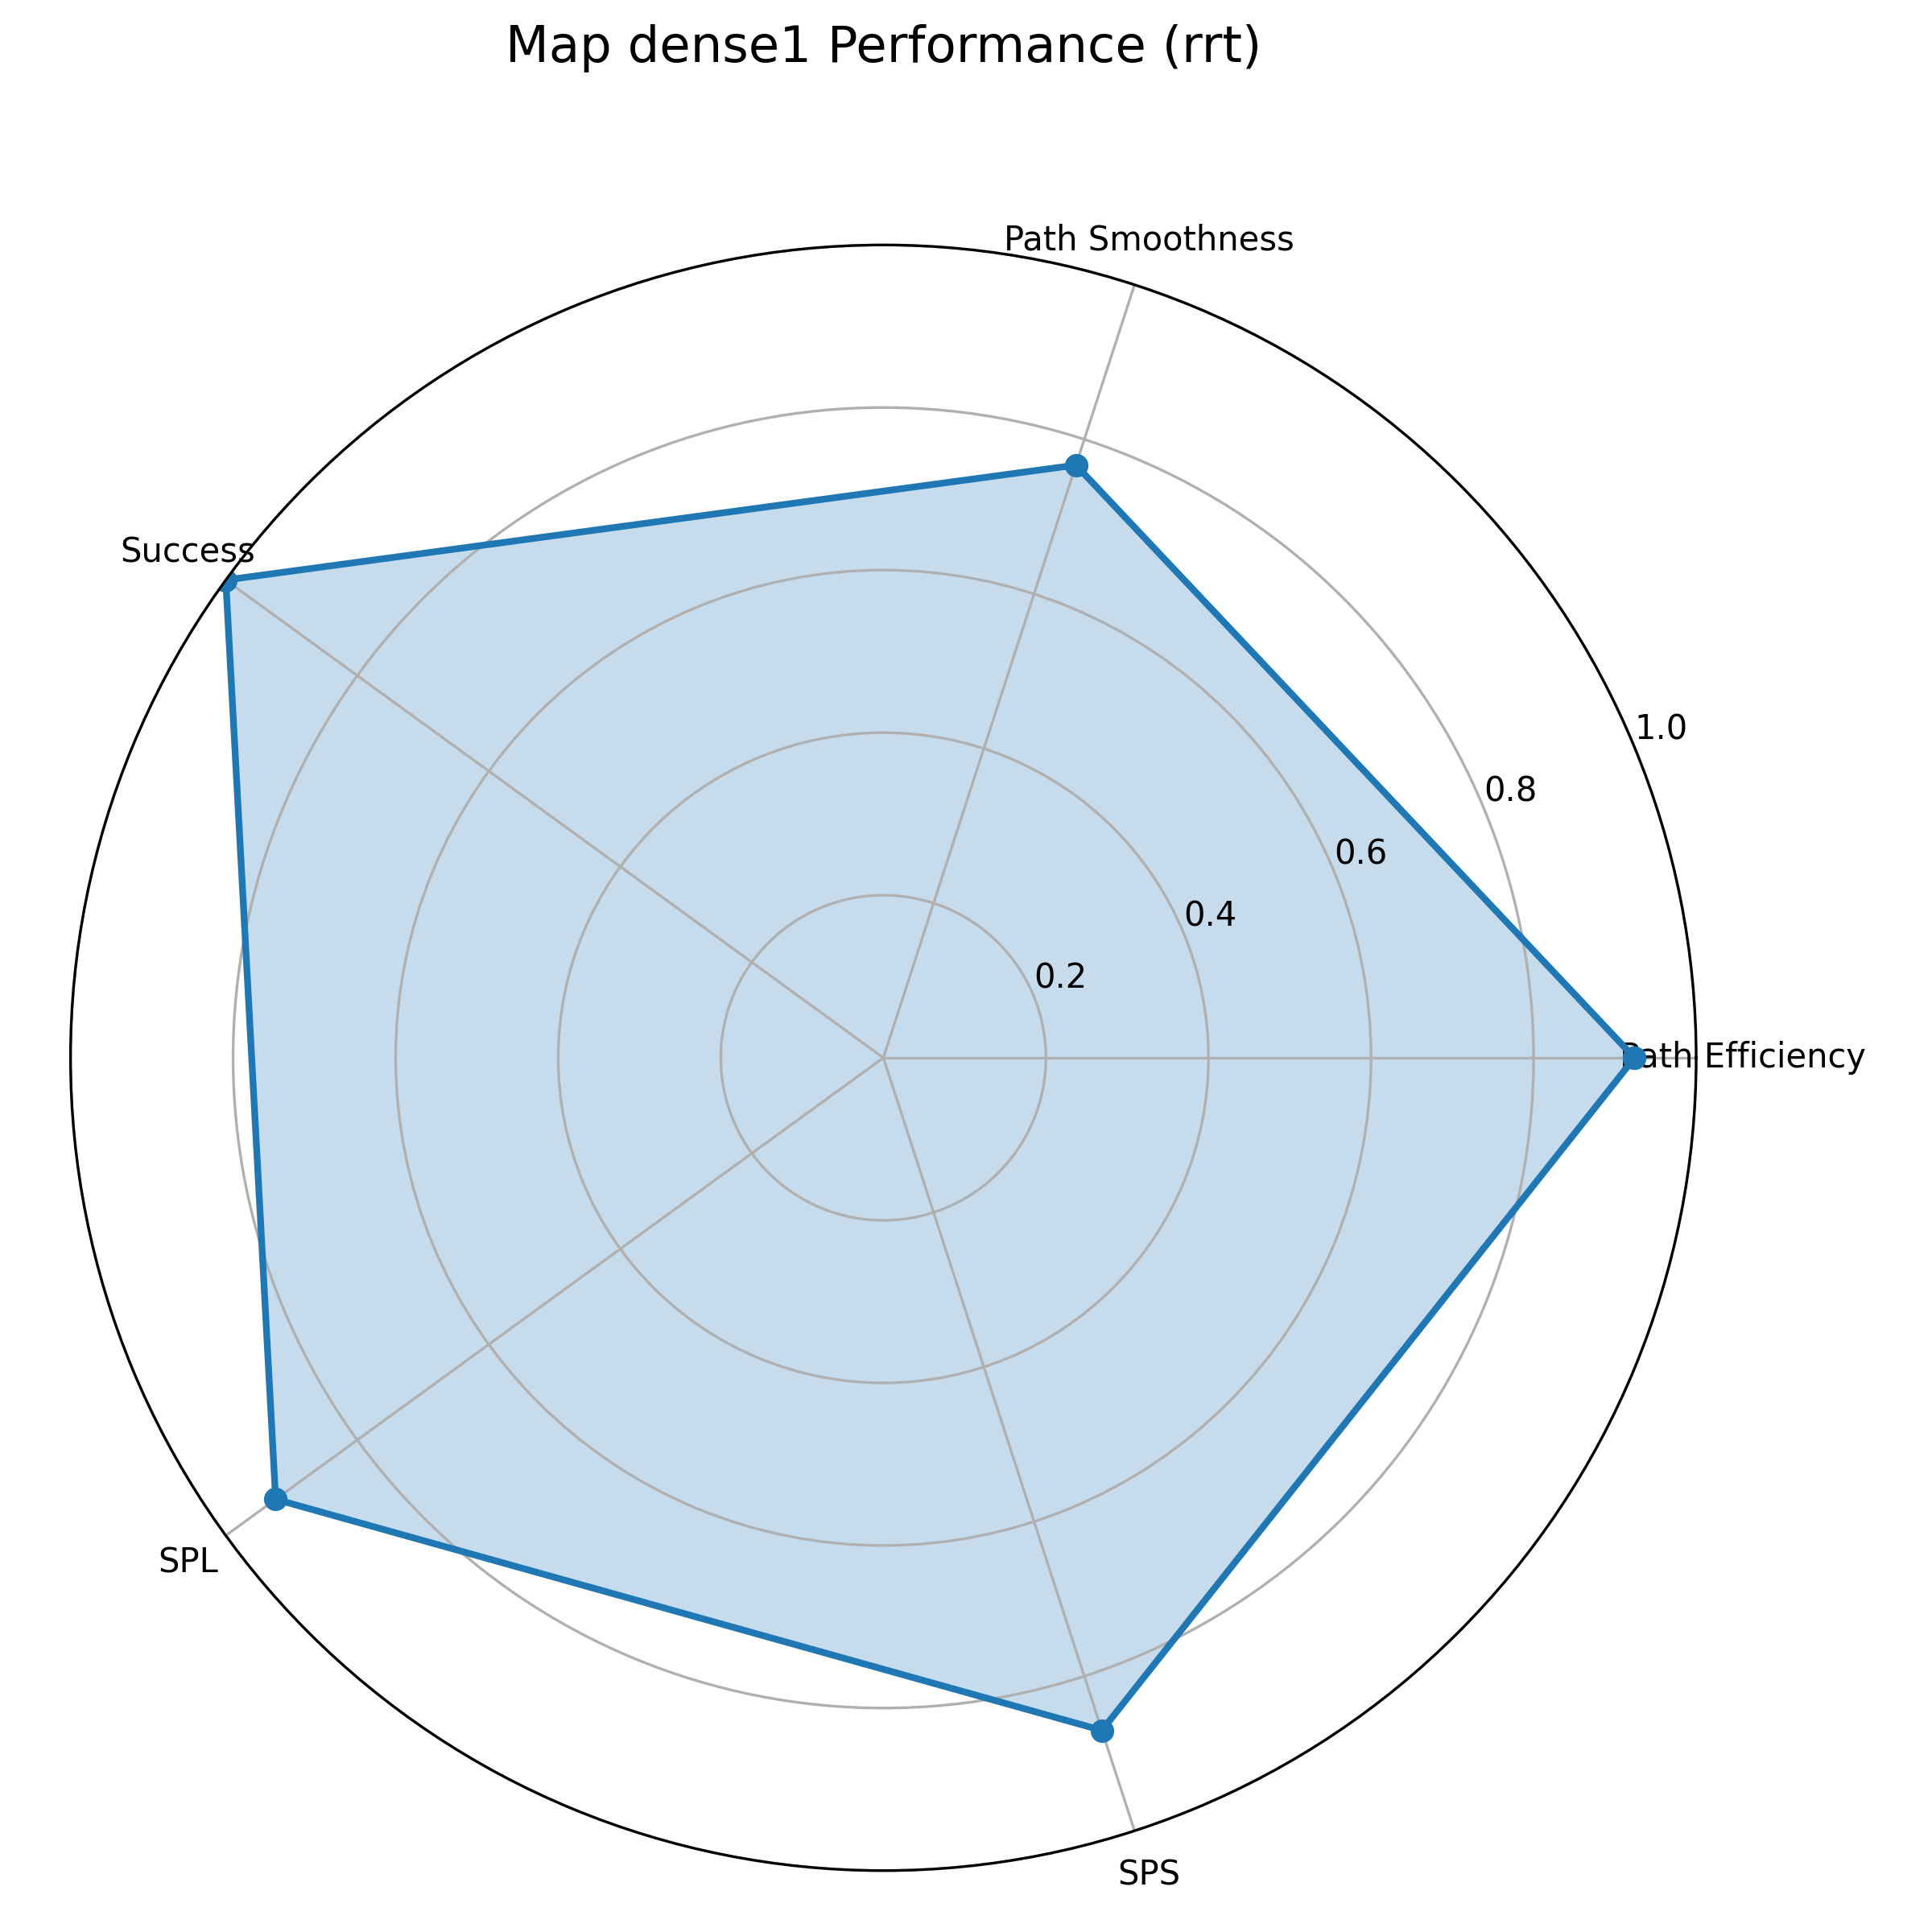 Map dense1 Performance (rrt)
Path Smoothness
Success
1.0
0.8
0.6
0.4
0.2
Path Efficiency
SPL
SPS